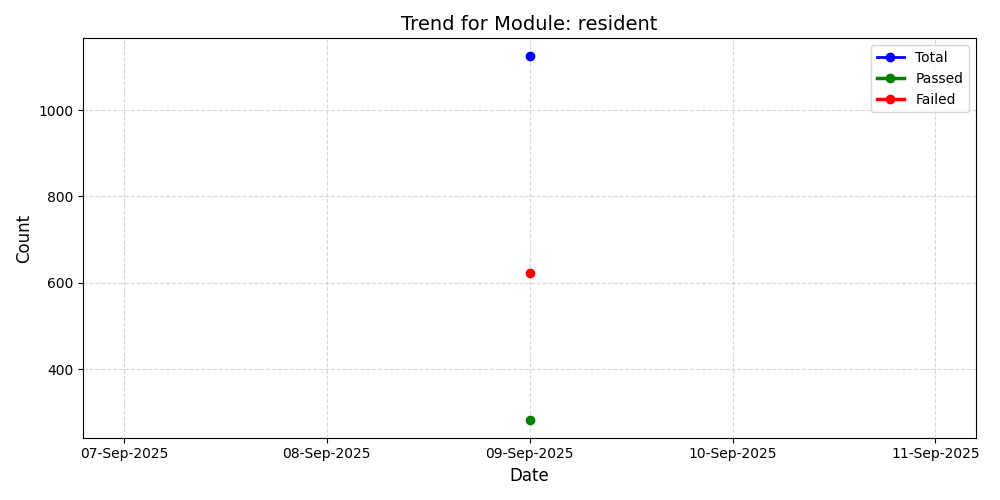 Trend for Module: resident
Total
Passed
Failed
Count
1000
800
600
400
07-Sep-2025
08-Sep-2025
09-Sep-2025
10-Sep-2025
11-Sep-2025
Date